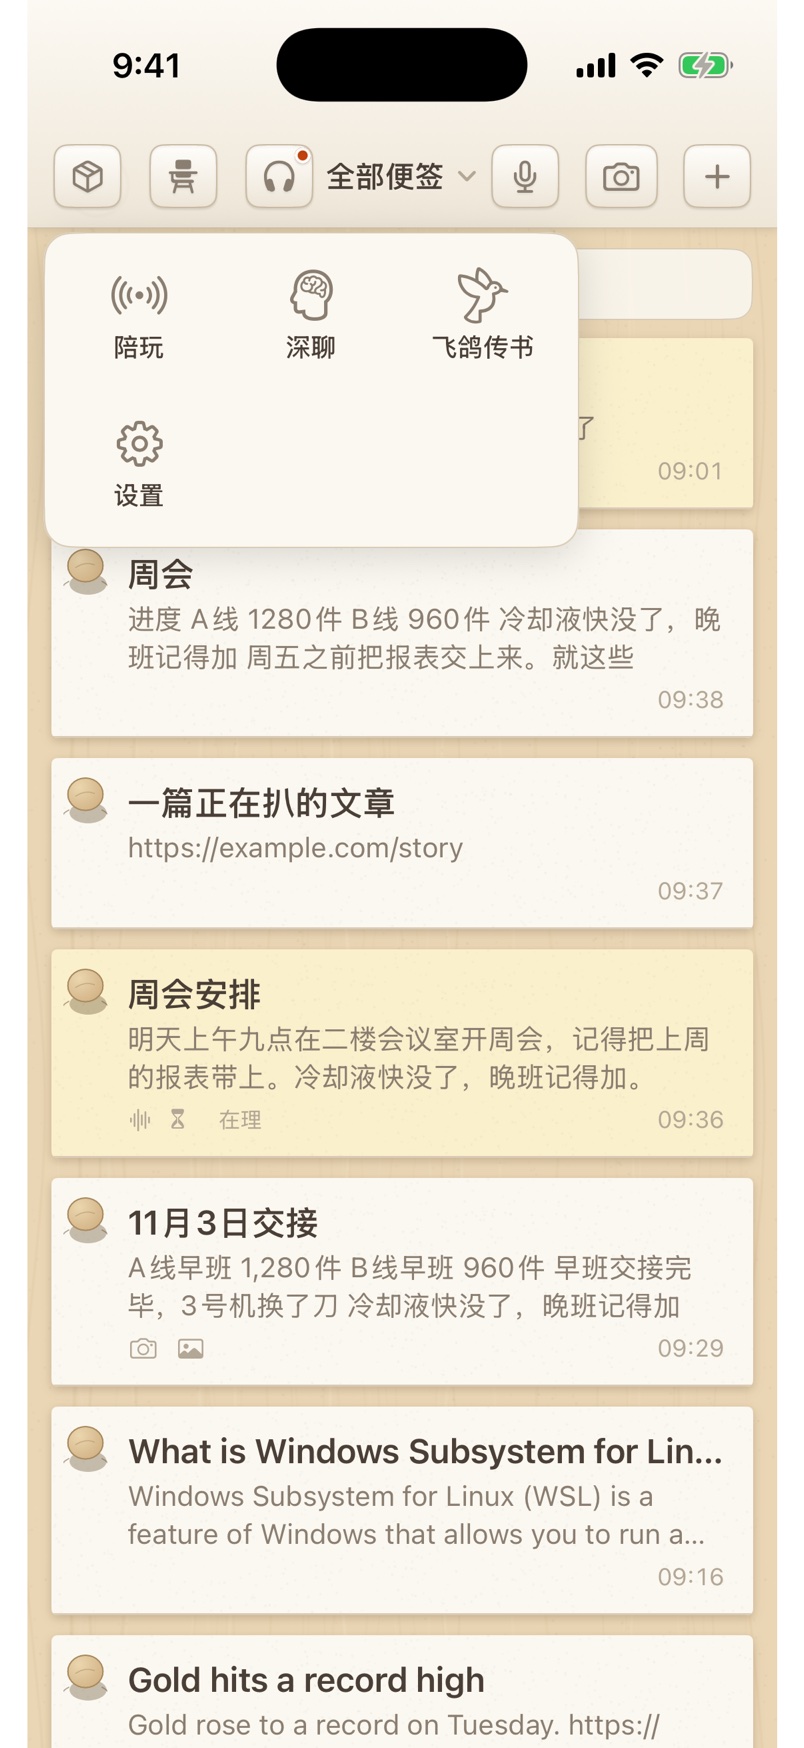 9:41
全部便签
陪玩
深聊
飞鸽传书
设置
09:01
周会
进度 A线 1280件 B线 960件 冷却液快没了，晚
班记得加 周五之前把报表交上来。就这些
09:38
一篇正在扒的文章
https://example.com/story
09:37
周会安排
明天上午九点在二楼会议室开周会，记得把上周
的报表带上。冷却液快没了，晚班记得加。
在理
09:36
11月3日交接
A线早班 1,280件 B线早班 960件 早班交接完
毕，3号机换了刀 冷却液快没了，晚班记得加
09:29
What is Windows Subsystem for Lin...
Windows Subsystem for Linux (WSL) is a
feature of Windows that allows you to run a...
09:16
Gold hits a record high
Gold rose to a record on Tuesday. https://